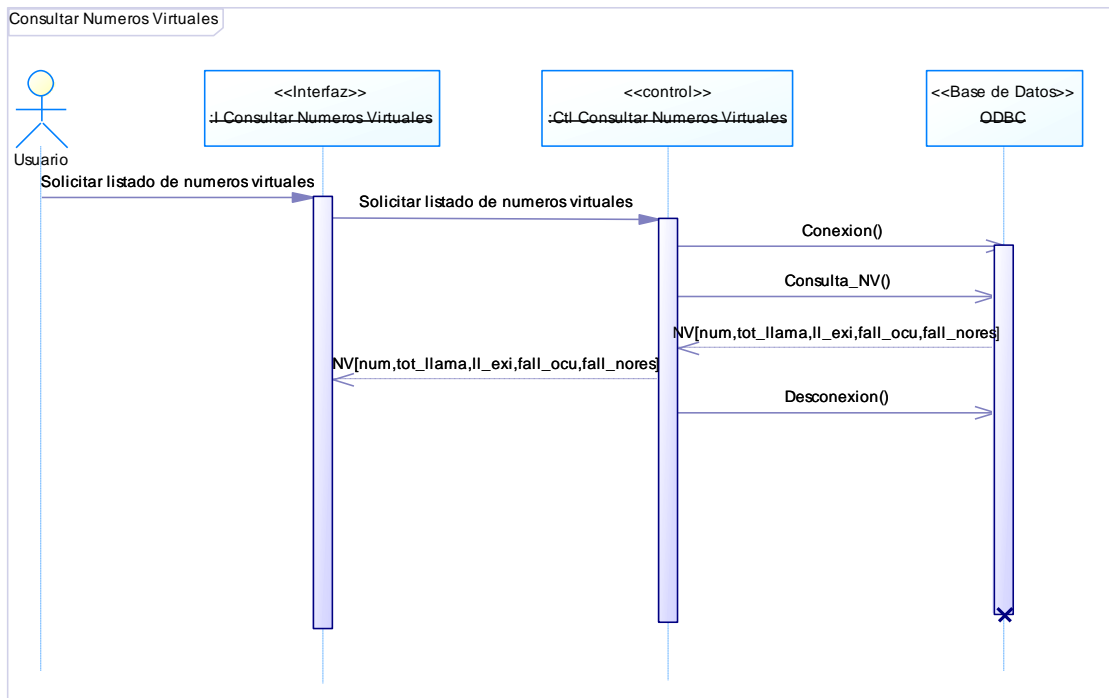 Consultar Numeros Virtuales
<<Interfaz>>
:I Consultar Numeros Virtuales
<<control>>
:Ctl Consultar Numeros Virtuales
<<Base de Datos>>
ODBC
Usuario
Solicitar listado de numeros virtuales
Solicitar listado de numeros virtuales
Conexion()
Consulta_NV()
NV[num,tot_llama,ll_exi,fall_ocu,fall_nores]
NV[num,tot_llama,ll_exi,fall_ocu,fall_nores]
Desconexion()